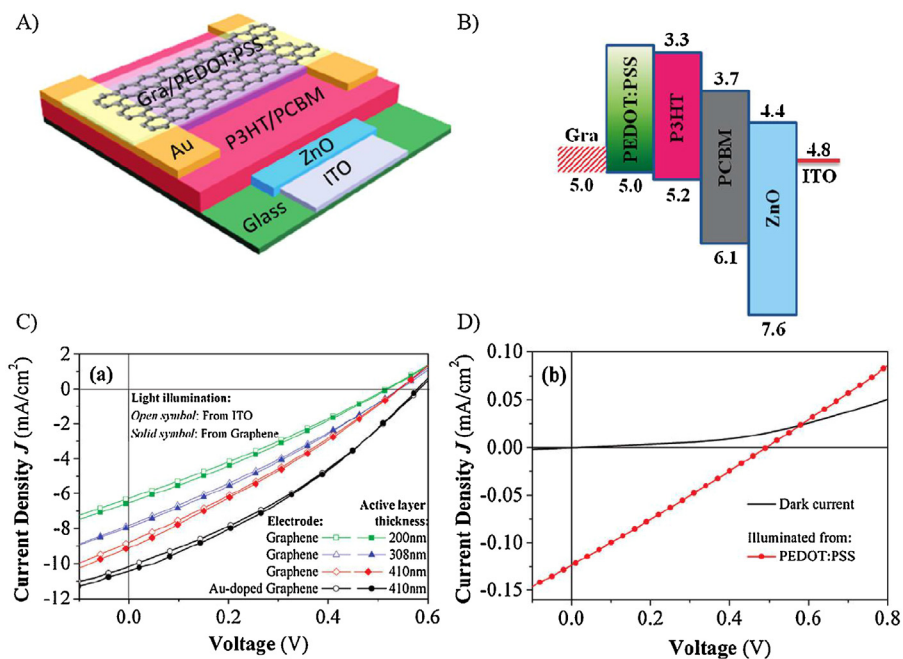 A)
Gra/PEDOT:PSS
Au
P3HT/PCBM
ZnO
ITO
Glass
B)
3.3
3.7
4.4
4.8
Gra
PEDOT:PSS
P3HT
PCBM
ZnO
ITO
5.0
5.0
5.2
6.1
7.6
C)
(a)
Light illumination:
Open symbol: From ITO
Solid symbol: From Graphene
Active layer
Electrode: thickness:
Graphene 200nm
Graphene 308nm
Graphene 410nm
Au-doped Graphene 410nm
2
0
-2
-4
-6
-8
-10
-12
0.0 0.2 0.4 0.6
Current Density J (mA/cm²)
Voltage (V)
D)
(b)
0.10
0.05
0.00
-0.05
-0.10
-0.15
Dark current
Illuminated from:
PEDOT:PSS
0.0 0.2 0.4 0.6 0.8
Current Density J (mA/cm²)
Voltage (V)